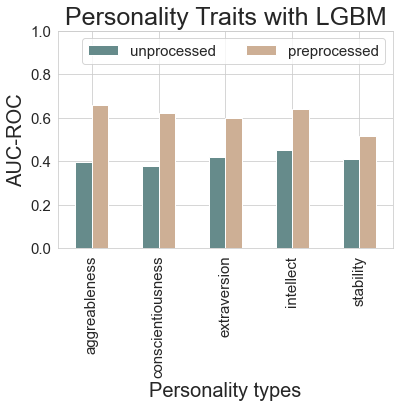 Personality Traits with LGBM
unprocessed
preprocessed
1.0
0.8
0.6
0.4
0.2
0.0
AUC-ROC
aggreableness
conscientiousness
extraversion
intellect
stability
Personality types